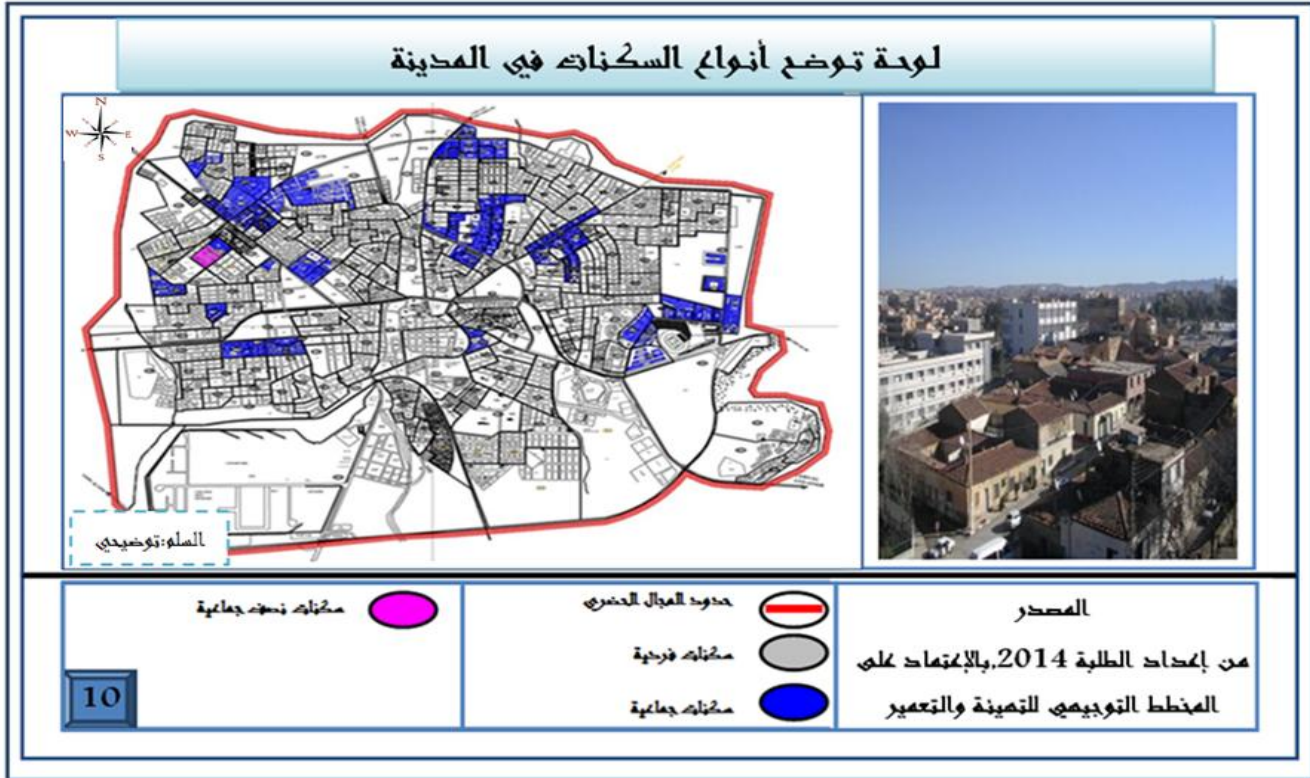 لوحة توضح أنواع السكنات في المدينة
N
W
E
S
السلم:توضيحي
المصدر
من إعداد الطلبة 2014،بالإعتماد على
المخطط التوجيهي للتهيئة والتعمير
حدود المجال الحضري
سكنات فردية
سكنات جماعية
سكنات نصف جماعية
10